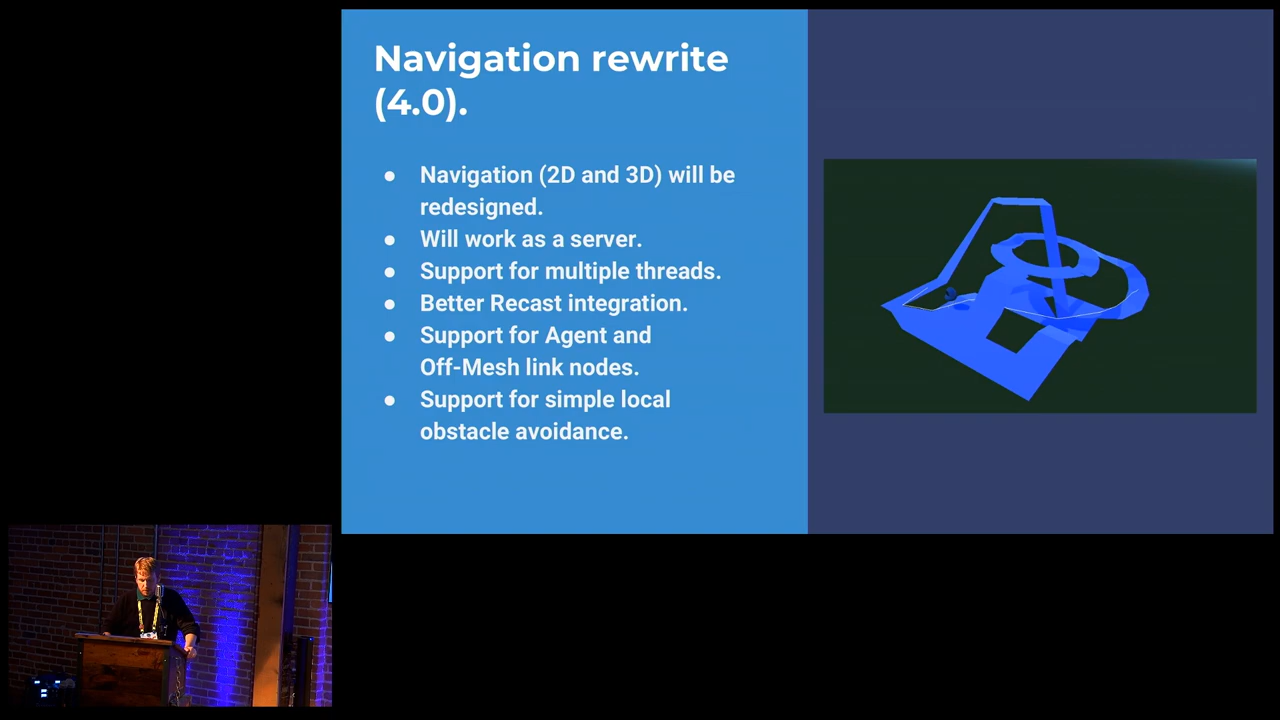 Navigation rewrite
(4.0).
● Navigation (2D and 3D) will be
redesigned.
● Will work as a server.
● Support for multiple threads.
● Better Recast integration.
● Support for Agent and
Off-Mesh link nodes.
● Support for simple local
obstacle avoidance.